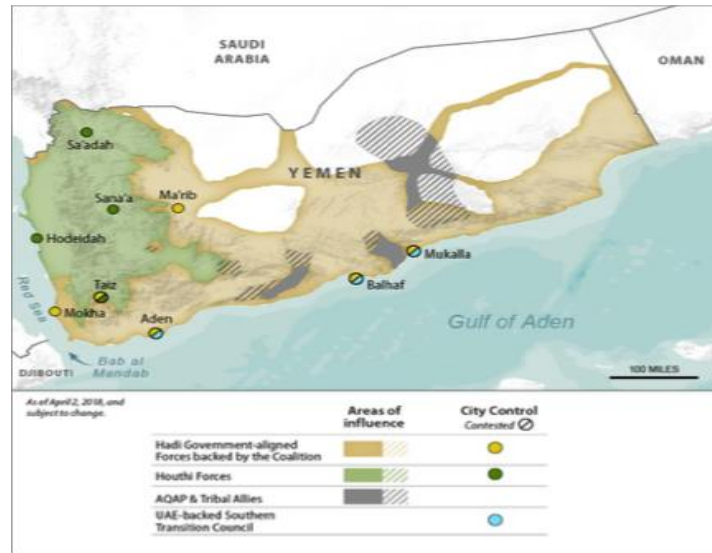 SAUDI
ARABIA
OMAN
Sa'adah
YEMEN
Ma'rib
Sana'a
Hodeidah
Mukalla
Taiz
Balhaf
Red Sea
Mokha
Aden
Gulf of Aden
Bab al
Mandab
DJIBOUTI
100 MILES
As of April 2, 2018, and
subject to change.
Areas of
influence
City Control
Contested
Hadi Government-aligned
Forces backed by the Coalition
Houthi Forces
AQAP & Tribal Allies
UAE-backed Southern
Transition Council